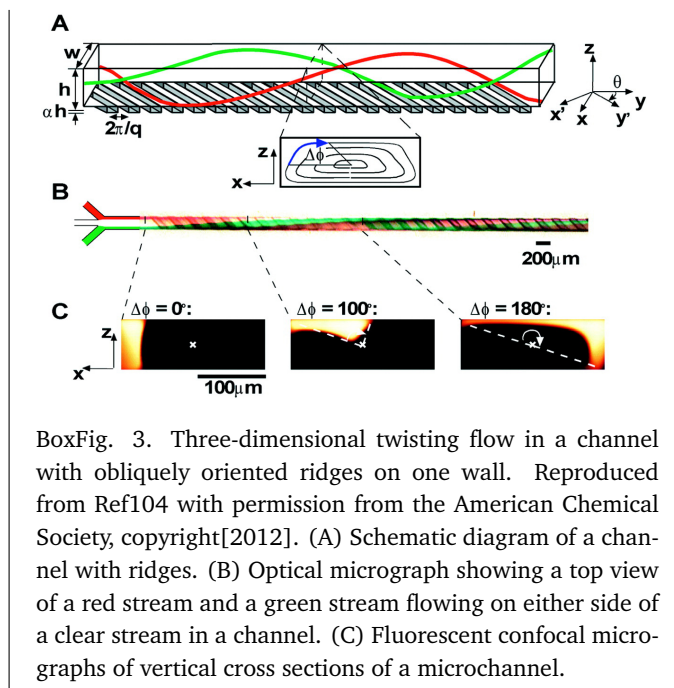 A
w
h
αh
2π/q
z
θ
y
x'
x
y'
z
Δϕ
x
B
200μm
C
Δϕ = 0°:
Δϕ = 100°:
Δϕ = 180°:
z
x
100μm
BoxFig. 3. Three-dimensional twisting flow in a channel
with obliquely oriented ridges on one wall. Reproduced
from Ref104 with permission from the American Chemical
Society, copyright[2012]. (A) Schematic diagram of a chan-
nel with ridges. (B) Optical micrograph showing a top view
of a red stream and a green stream flowing on either side of
a clear stream in a channel. (C) Fluorescent confocal micro-
graphs of vertical cross sections of a microchannel.